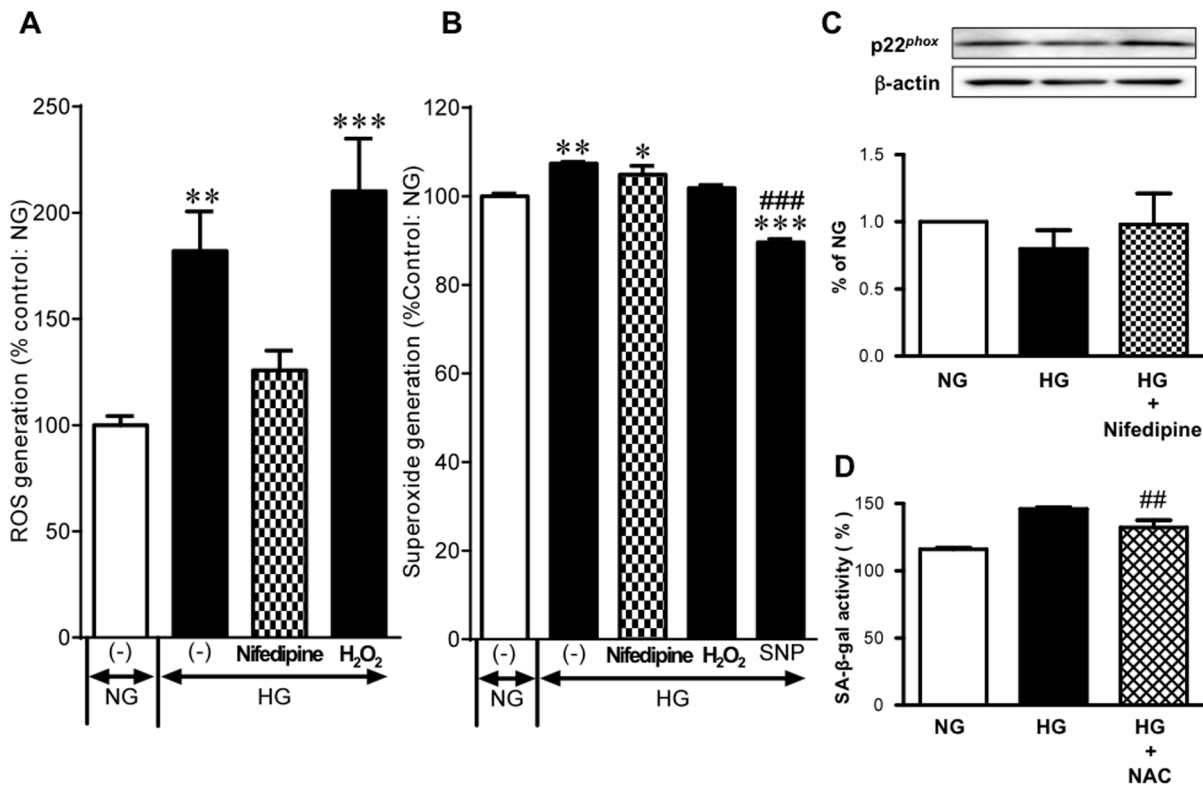 A
ROS generation (% control: NG)
250
200
150
100
50
0
**
***
(-)
(-)
Nifedipine
H₂O₂
NG
HG
B
Superoxide generation (%Control: NG)
120
100
80
60
40
20
0
**
*
###
***
(-)
(-)
Nifedipine
H₂O₂
SNP
NG
HG
C
p22phox
β-actin
% of NG
1.5
1.0
0.5
0.0
NG
HG
HG
+
Nifedipine
D
SA-β-gal activity ( % )
150
100
50
0
##
NG
HG
HG
+
NAC